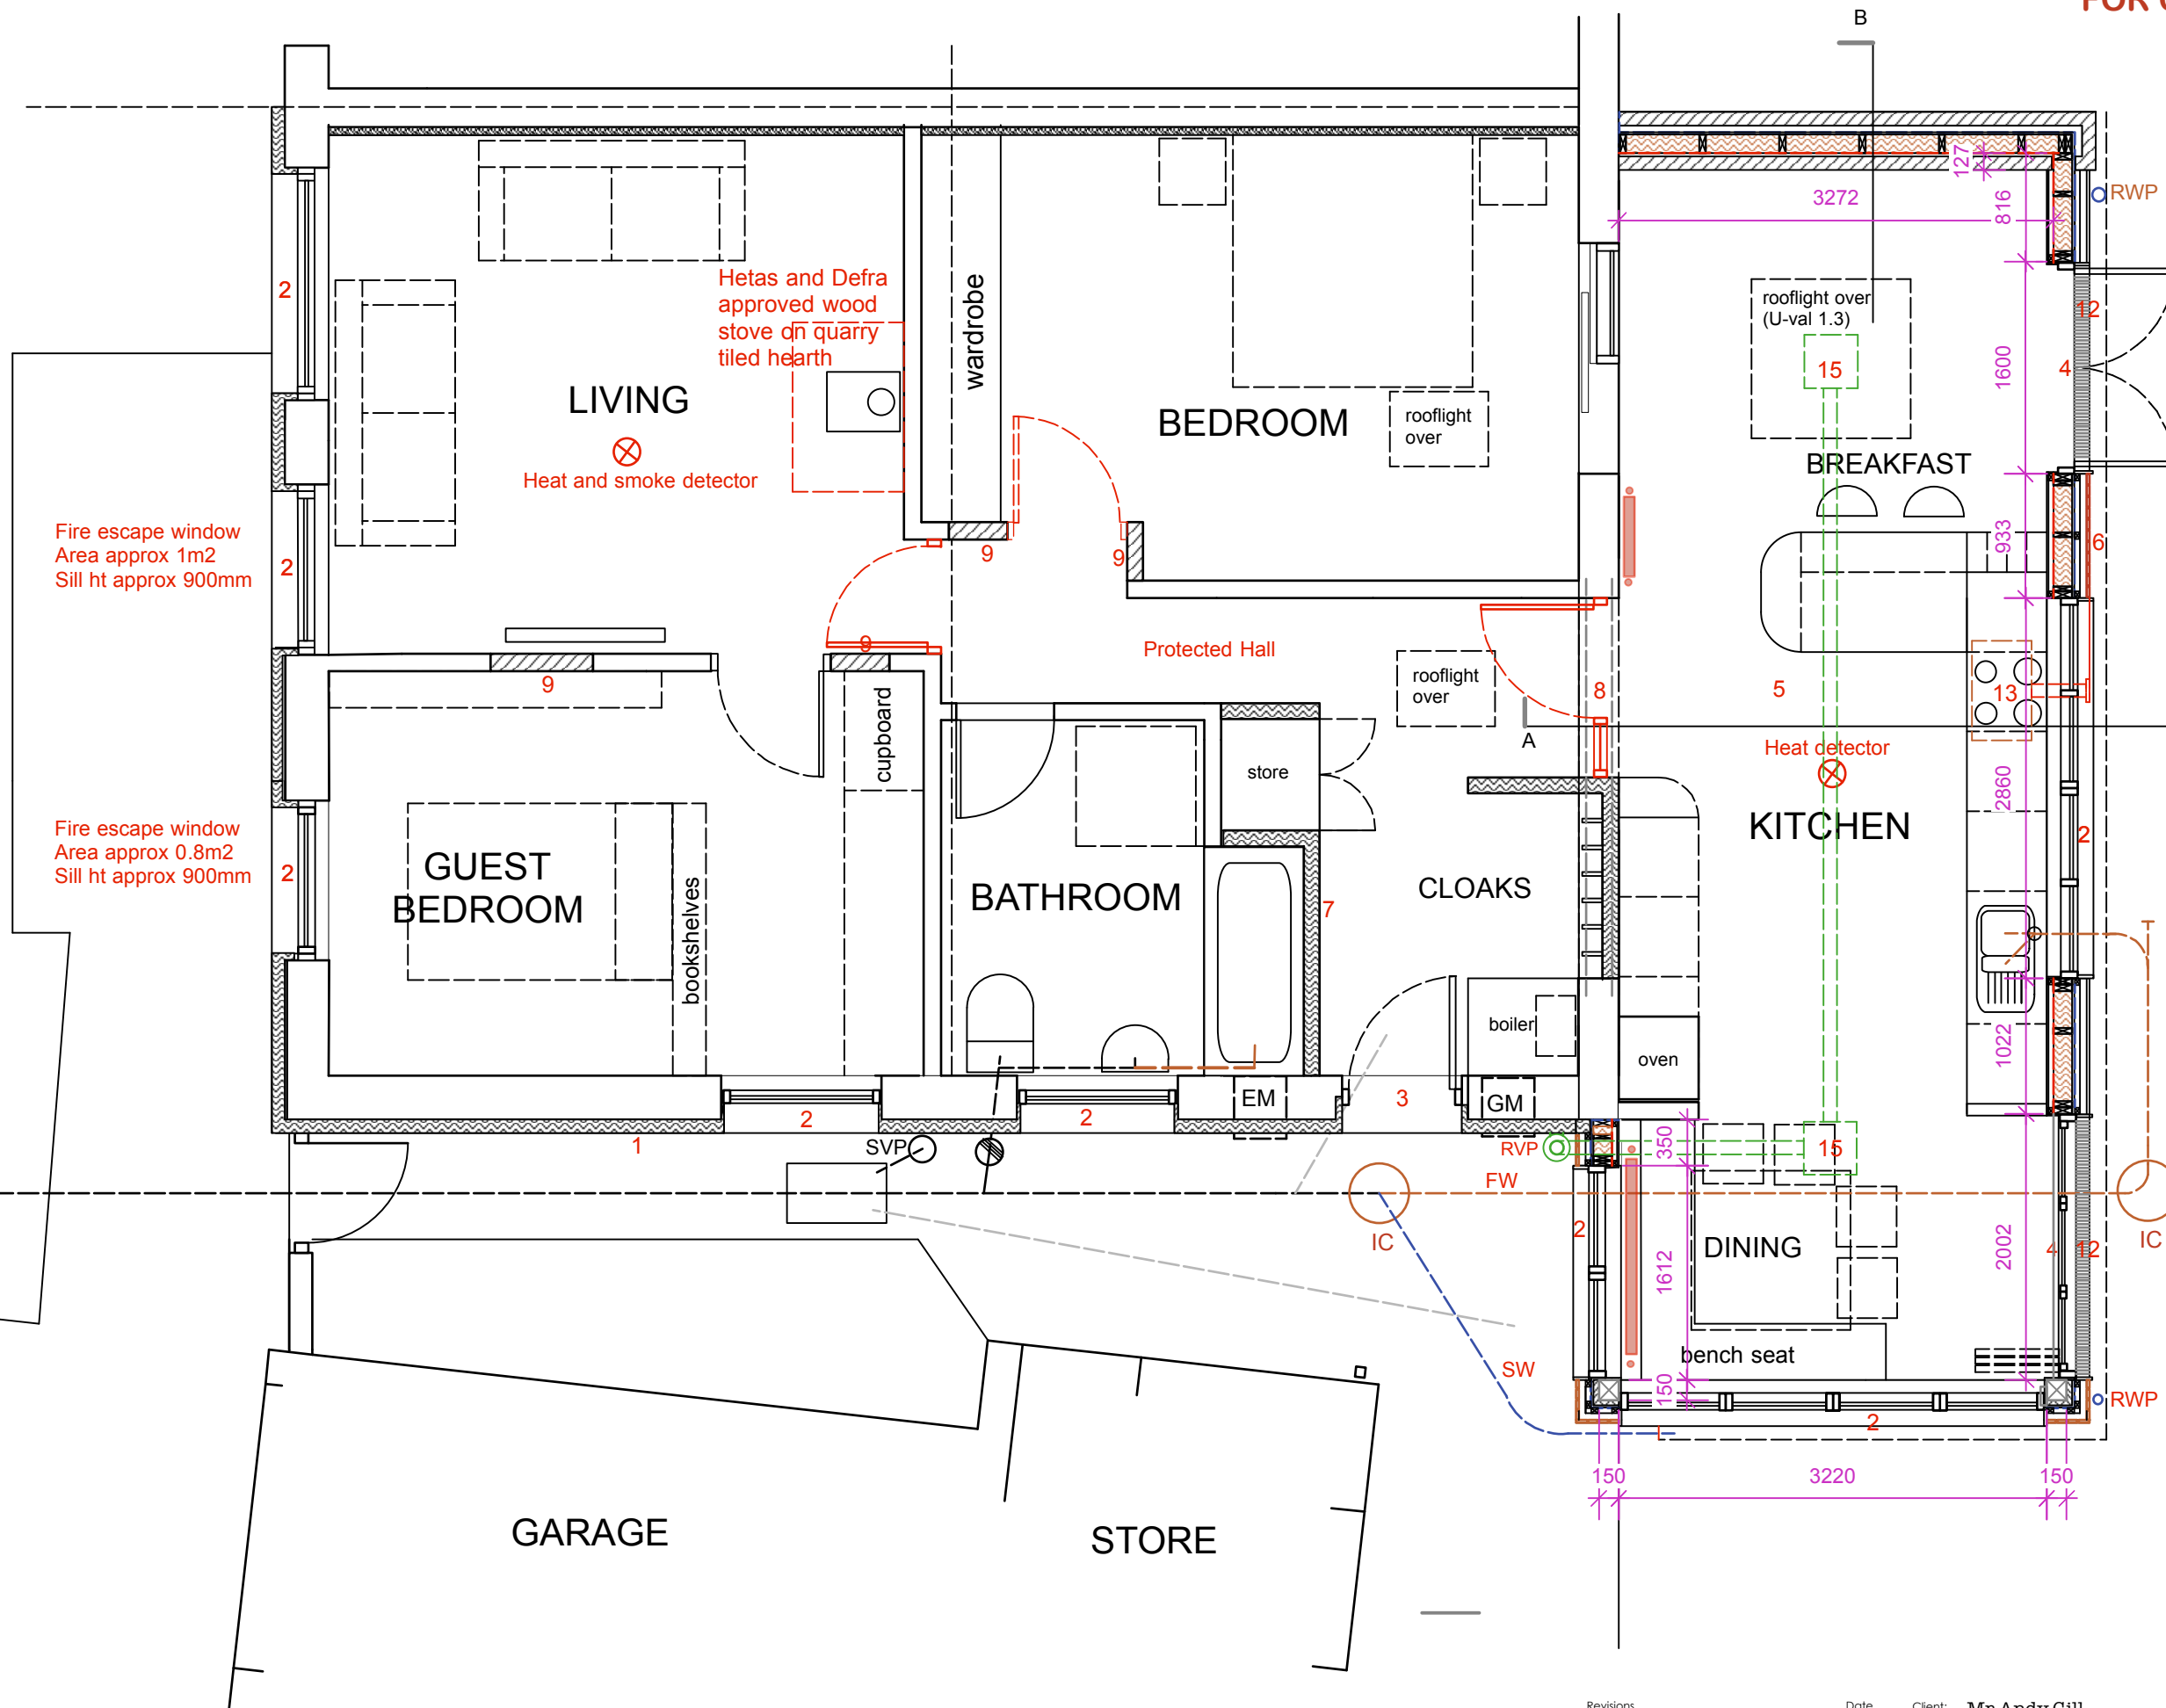 B
RWP
127
3272
816
Hetas and Defra
approved wood
stove on quarry
tiled hearth
wardrobe
rooflight over
(U-val 1.3)
2
12
15
4
1600
LIVING
BEDROOM
rooflight
over
BREAKFAST
Heat and smoke detector
Fire escape window
Area approx 1m2
Sill ht approx 900mm
2
9
9
933
6
9
Protected Hall
9
rooflight
over
8
5
13
cupboard
A
Heat detector
store
2860
Fire escape window
Area approx 0.8m2
Sill ht approx 900mm
2
GUEST
BEDROOM
bookshelves
BATHROOM
7
CLOAKS
KITCHEN
2
boiler
oven
1022
EM
3
GM
2
2
1
SVP
RVP
350
15
FW
IC
2
1612
DINING
2002
4
12
IC
SW
bench seat
150
RWP
2
150
3220
150
GARAGE
STORE
Revisions
Date
Client:
Mr Andy Gill